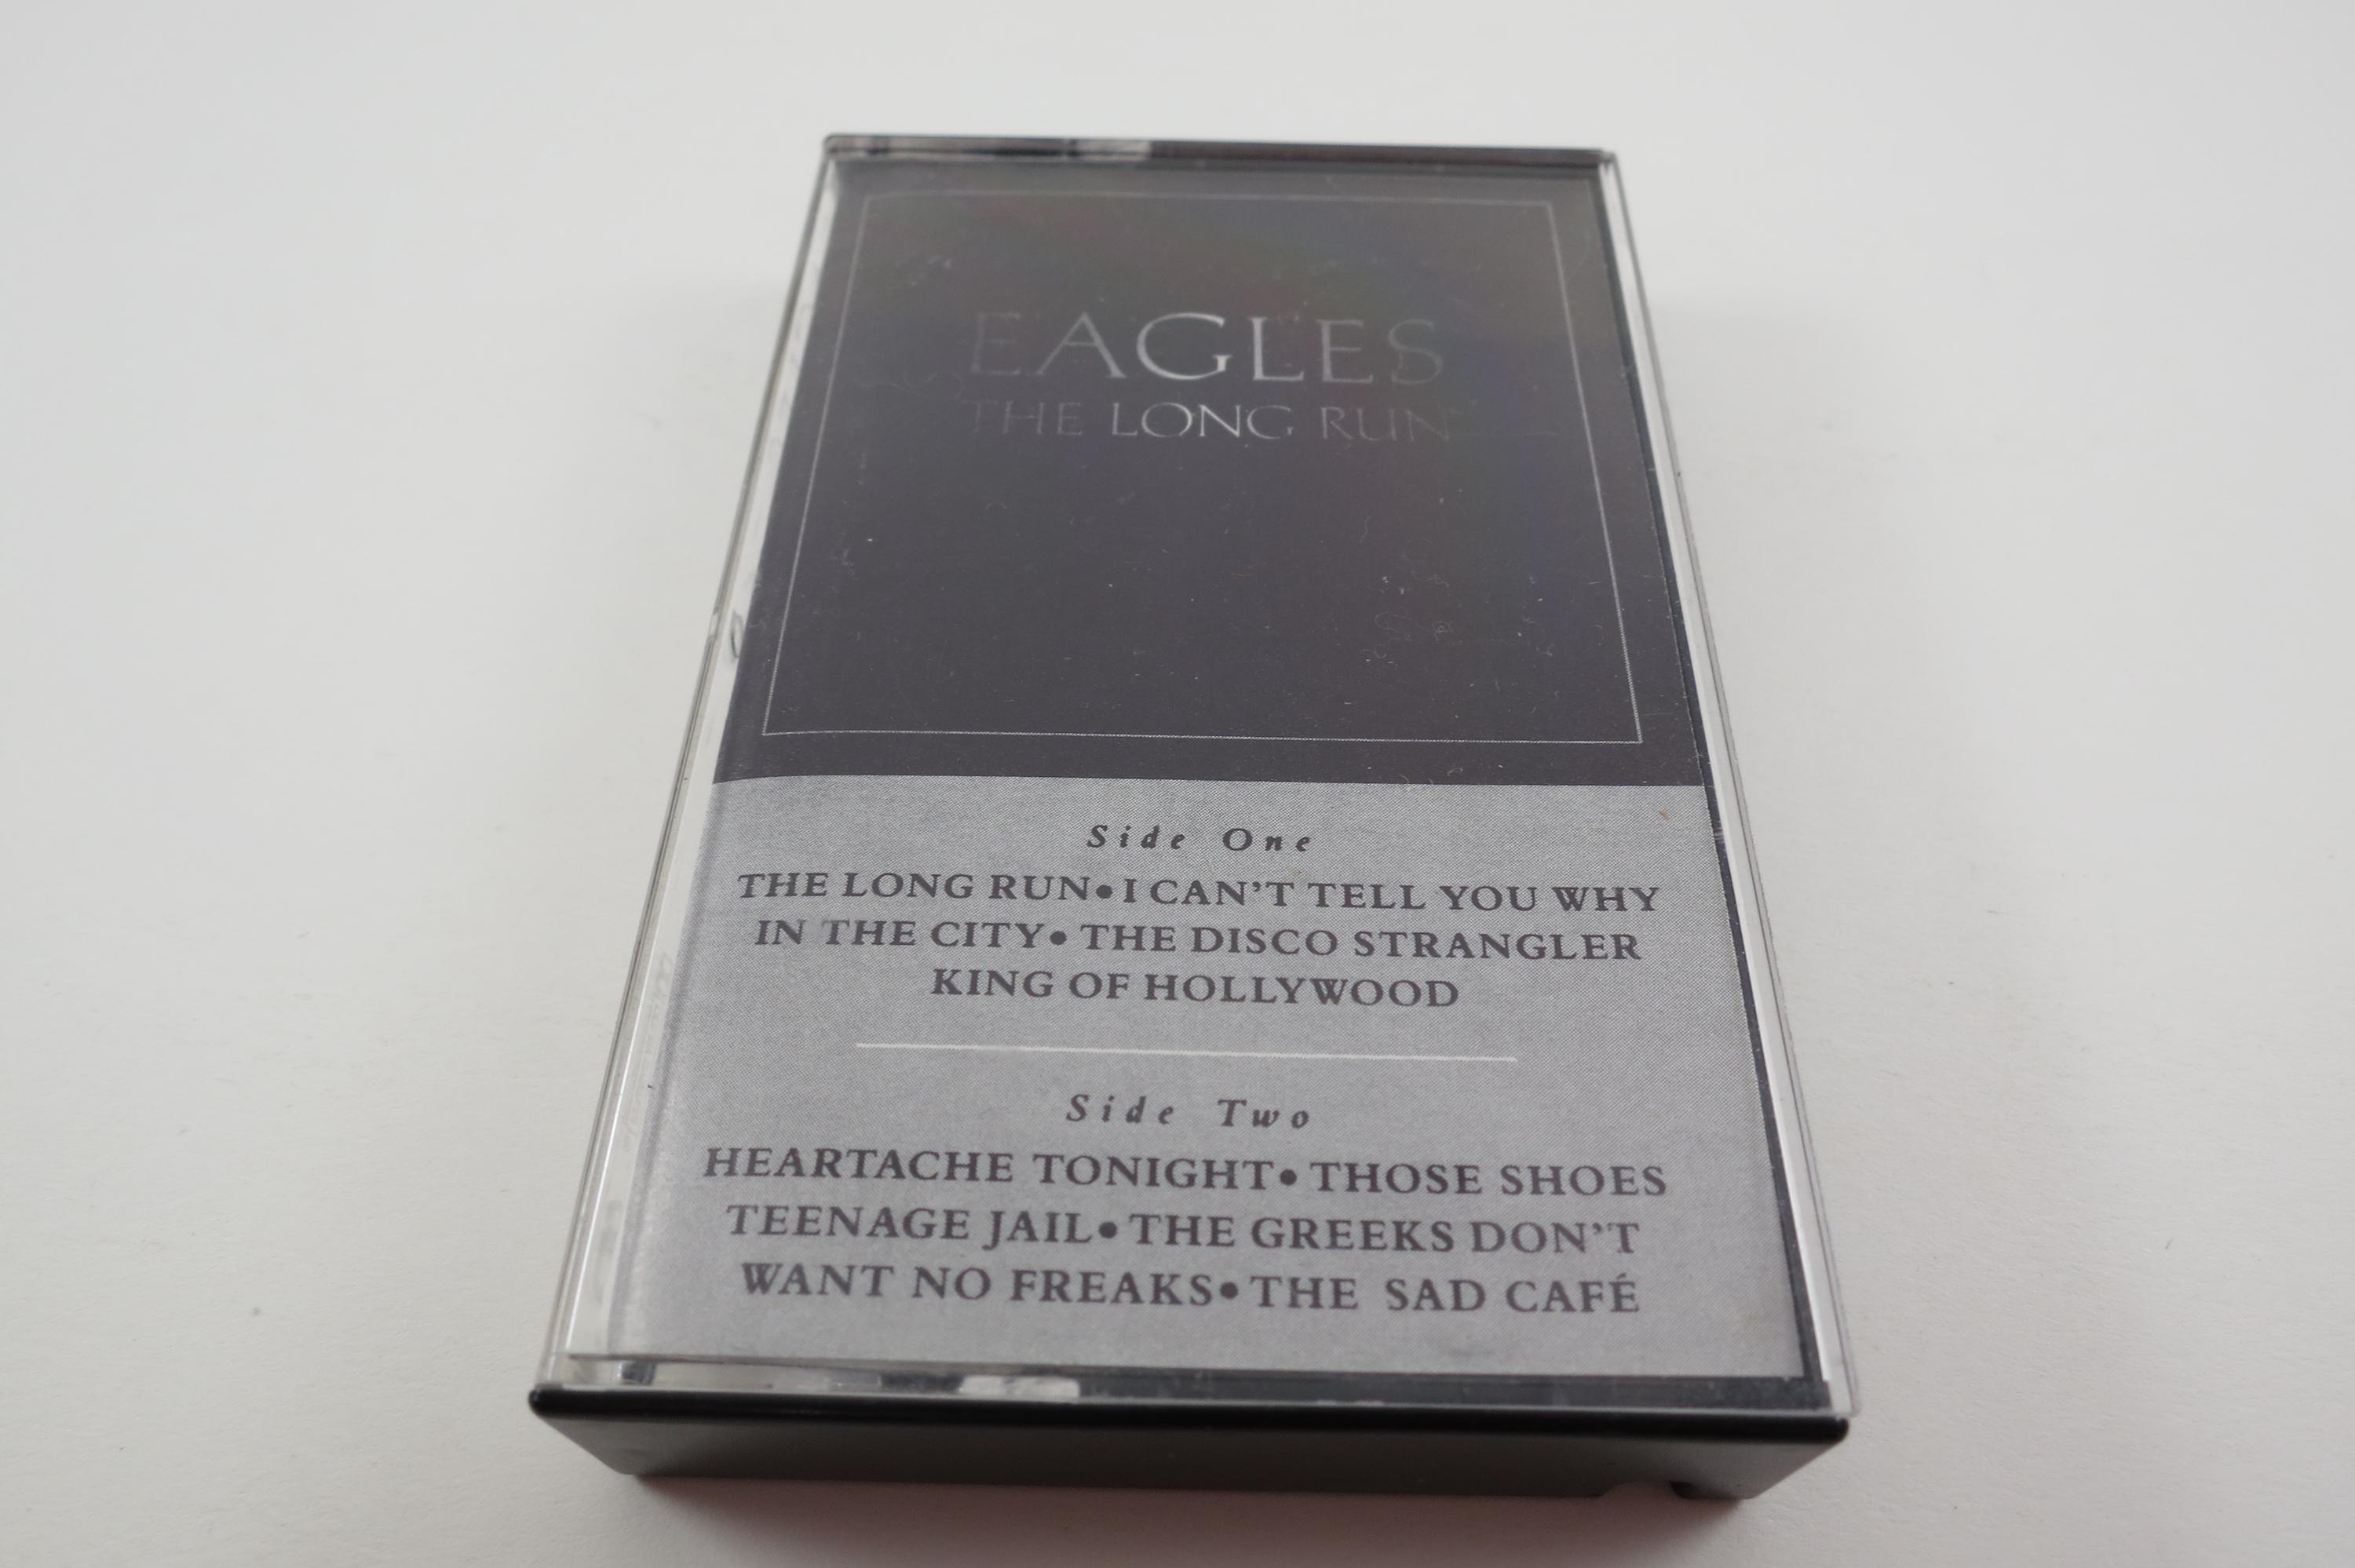 EAGLES
THE LONG RUN
Side One
THE LONG RUN•I CAN'T TELL YOU WHY
IN THE CITY•THE DISCO STRANGLER
KING OF HOLLYWOOD
Side Two
HEARTACHE TONIGHT•THOSE SHOES
TEENAGE JAIL•THE GREEKS DON'T
WANT NO FREAKS•THE SAD CAFÉ